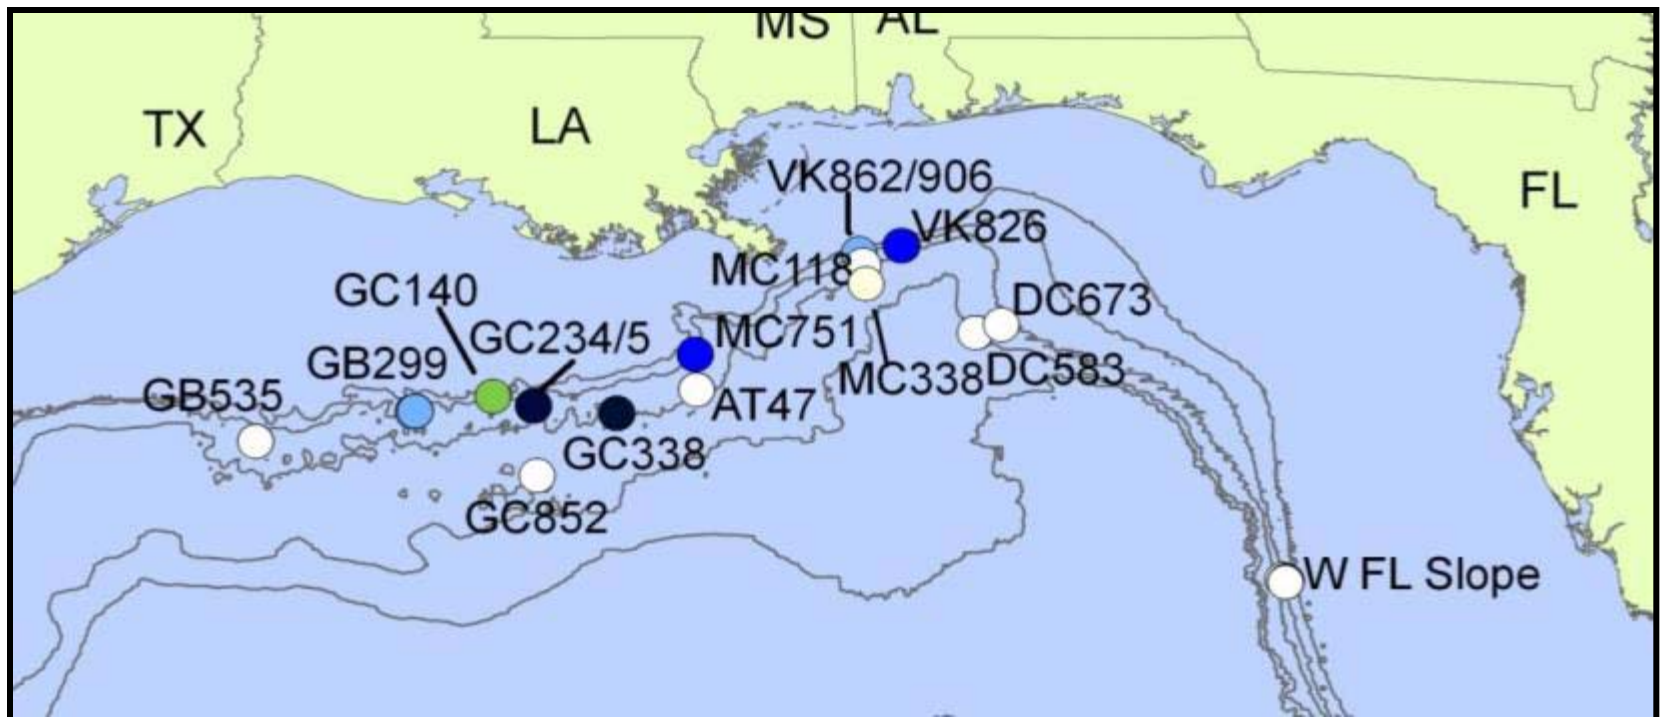 MS AL
TX
LA
VK862/906
FL
VK826
MC118
GC140
DC673
GC234/5
MC751
GB299
MC338
DC583
GB535
AT47
GC338
GC852
W FL Slope